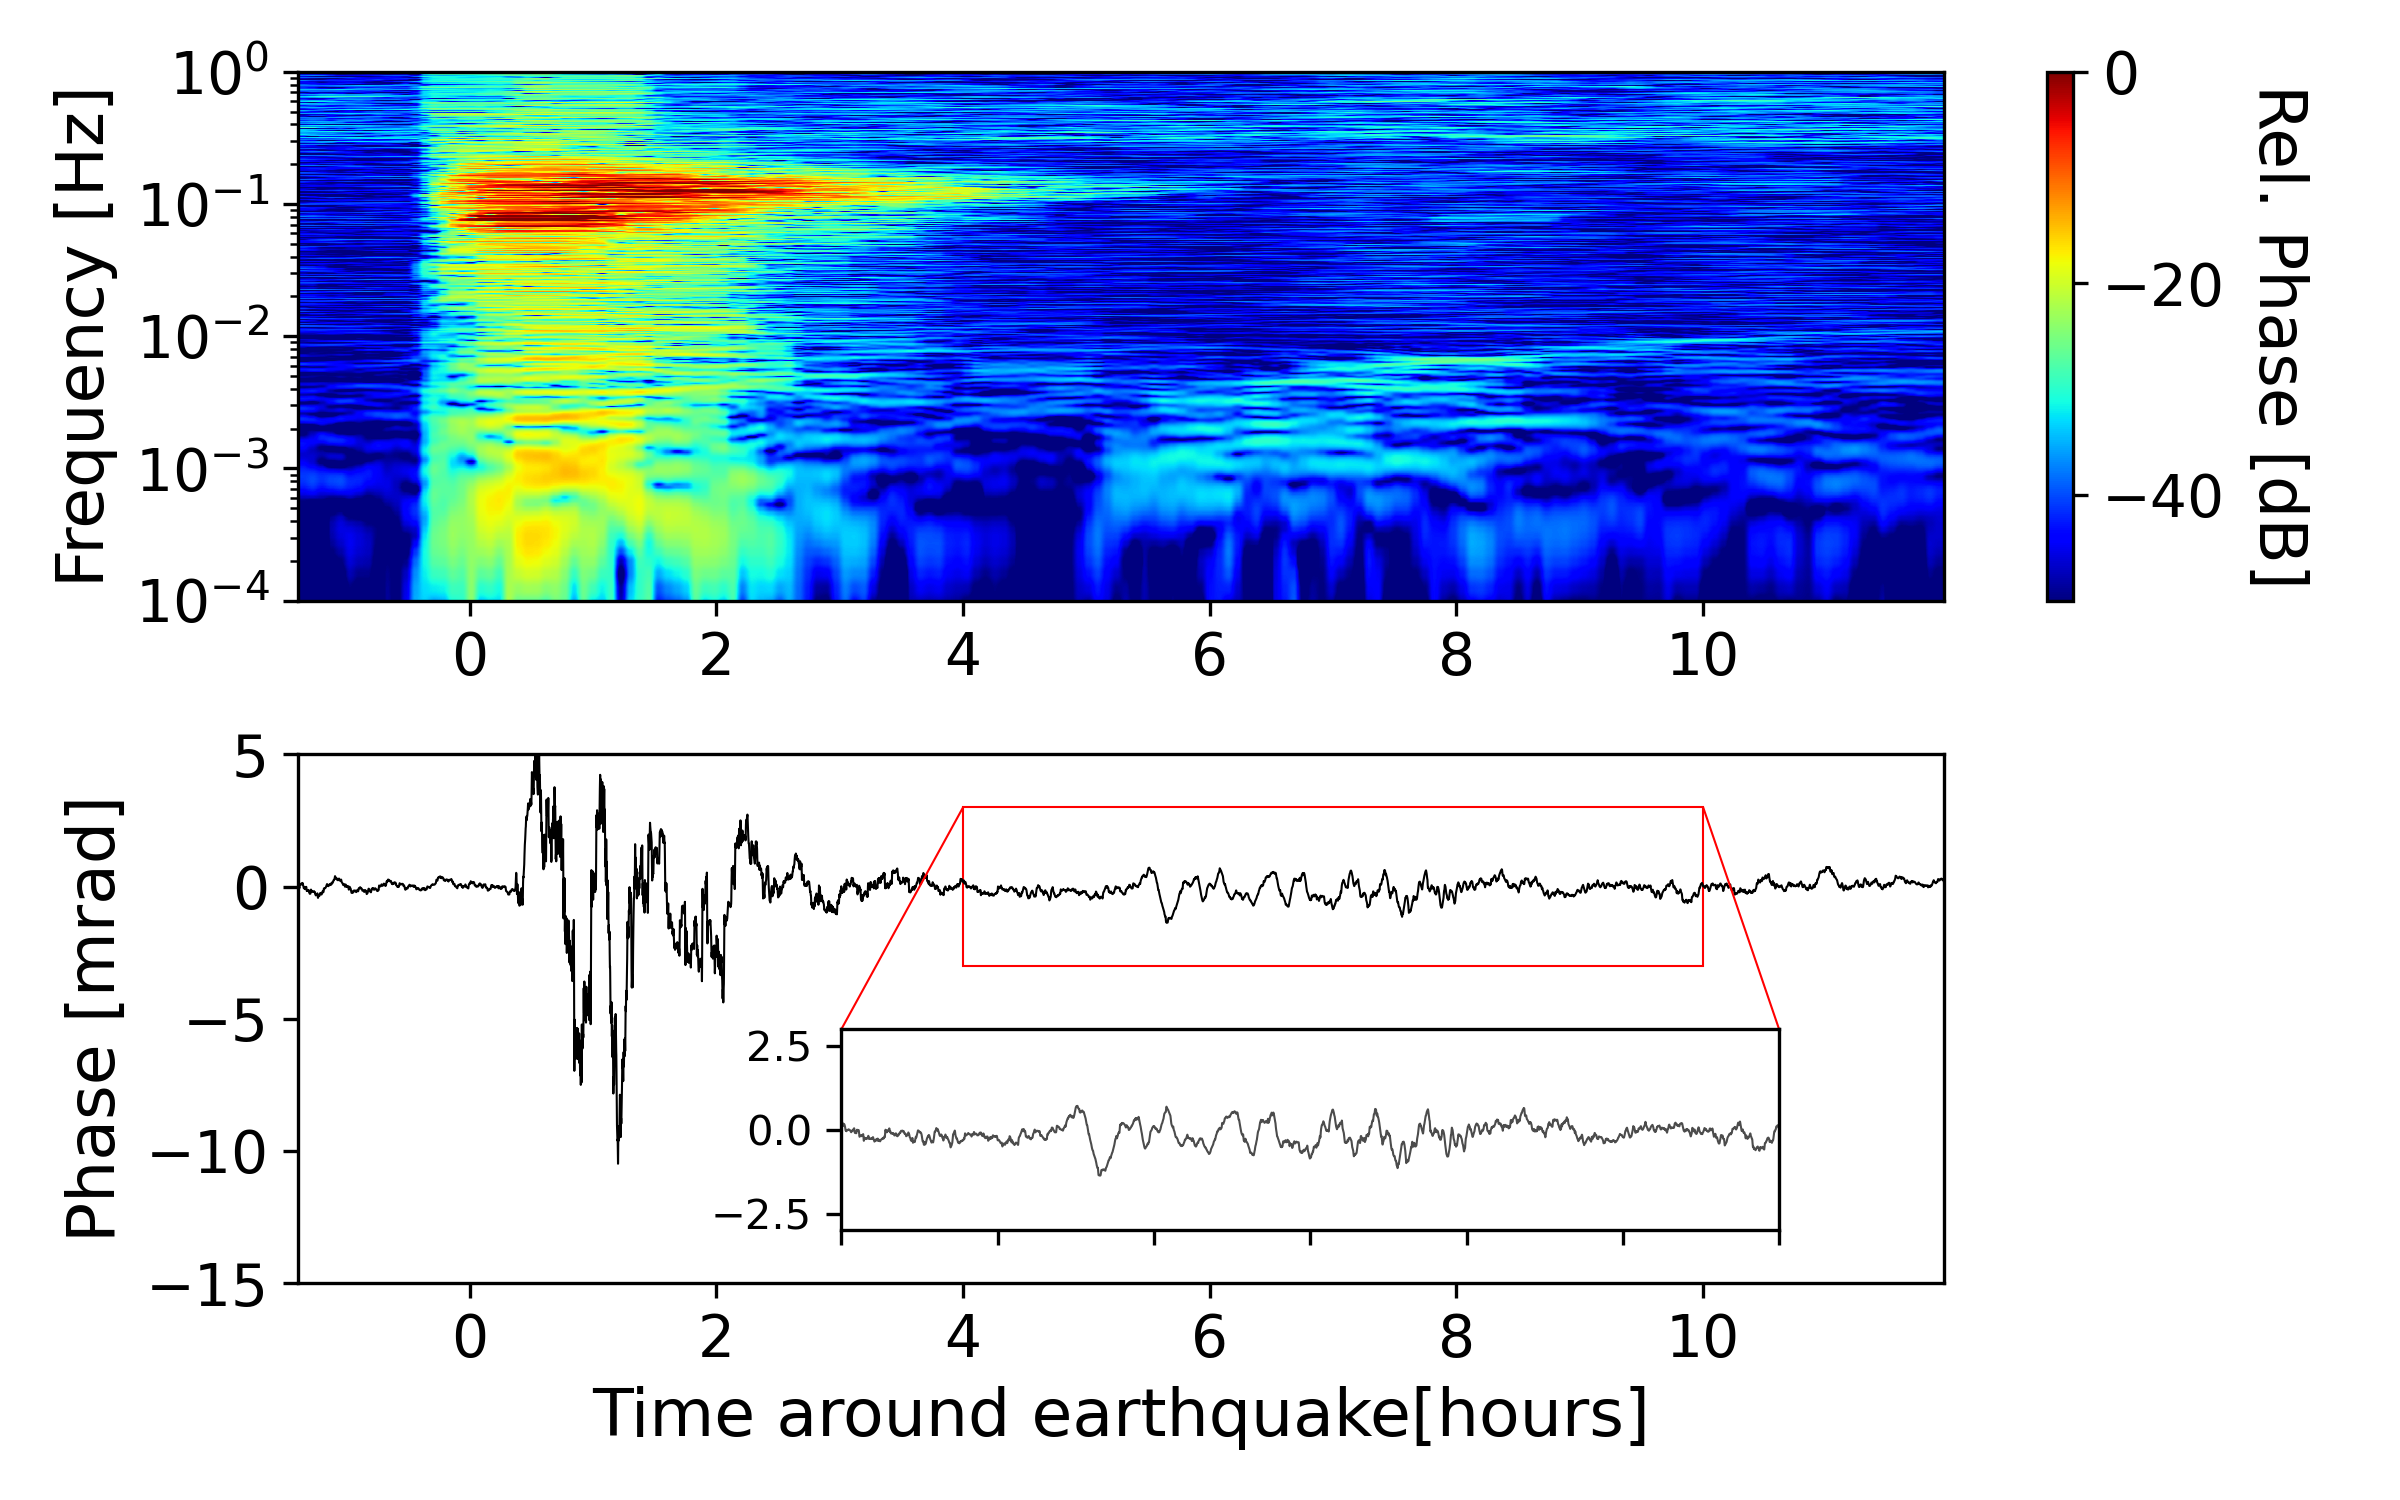 10⁰
10⁻¹
10⁻²
10⁻³
10⁻⁴
Frequency [Hz]
0 2 4 6 8 10
0
−20
−40
Rel. Phase [dB]
5
0
−5
−10
−15
Phase [mrad]
2.5
0.0
−2.5
0 2 4 6 8 10
Time around earthquake[hours]